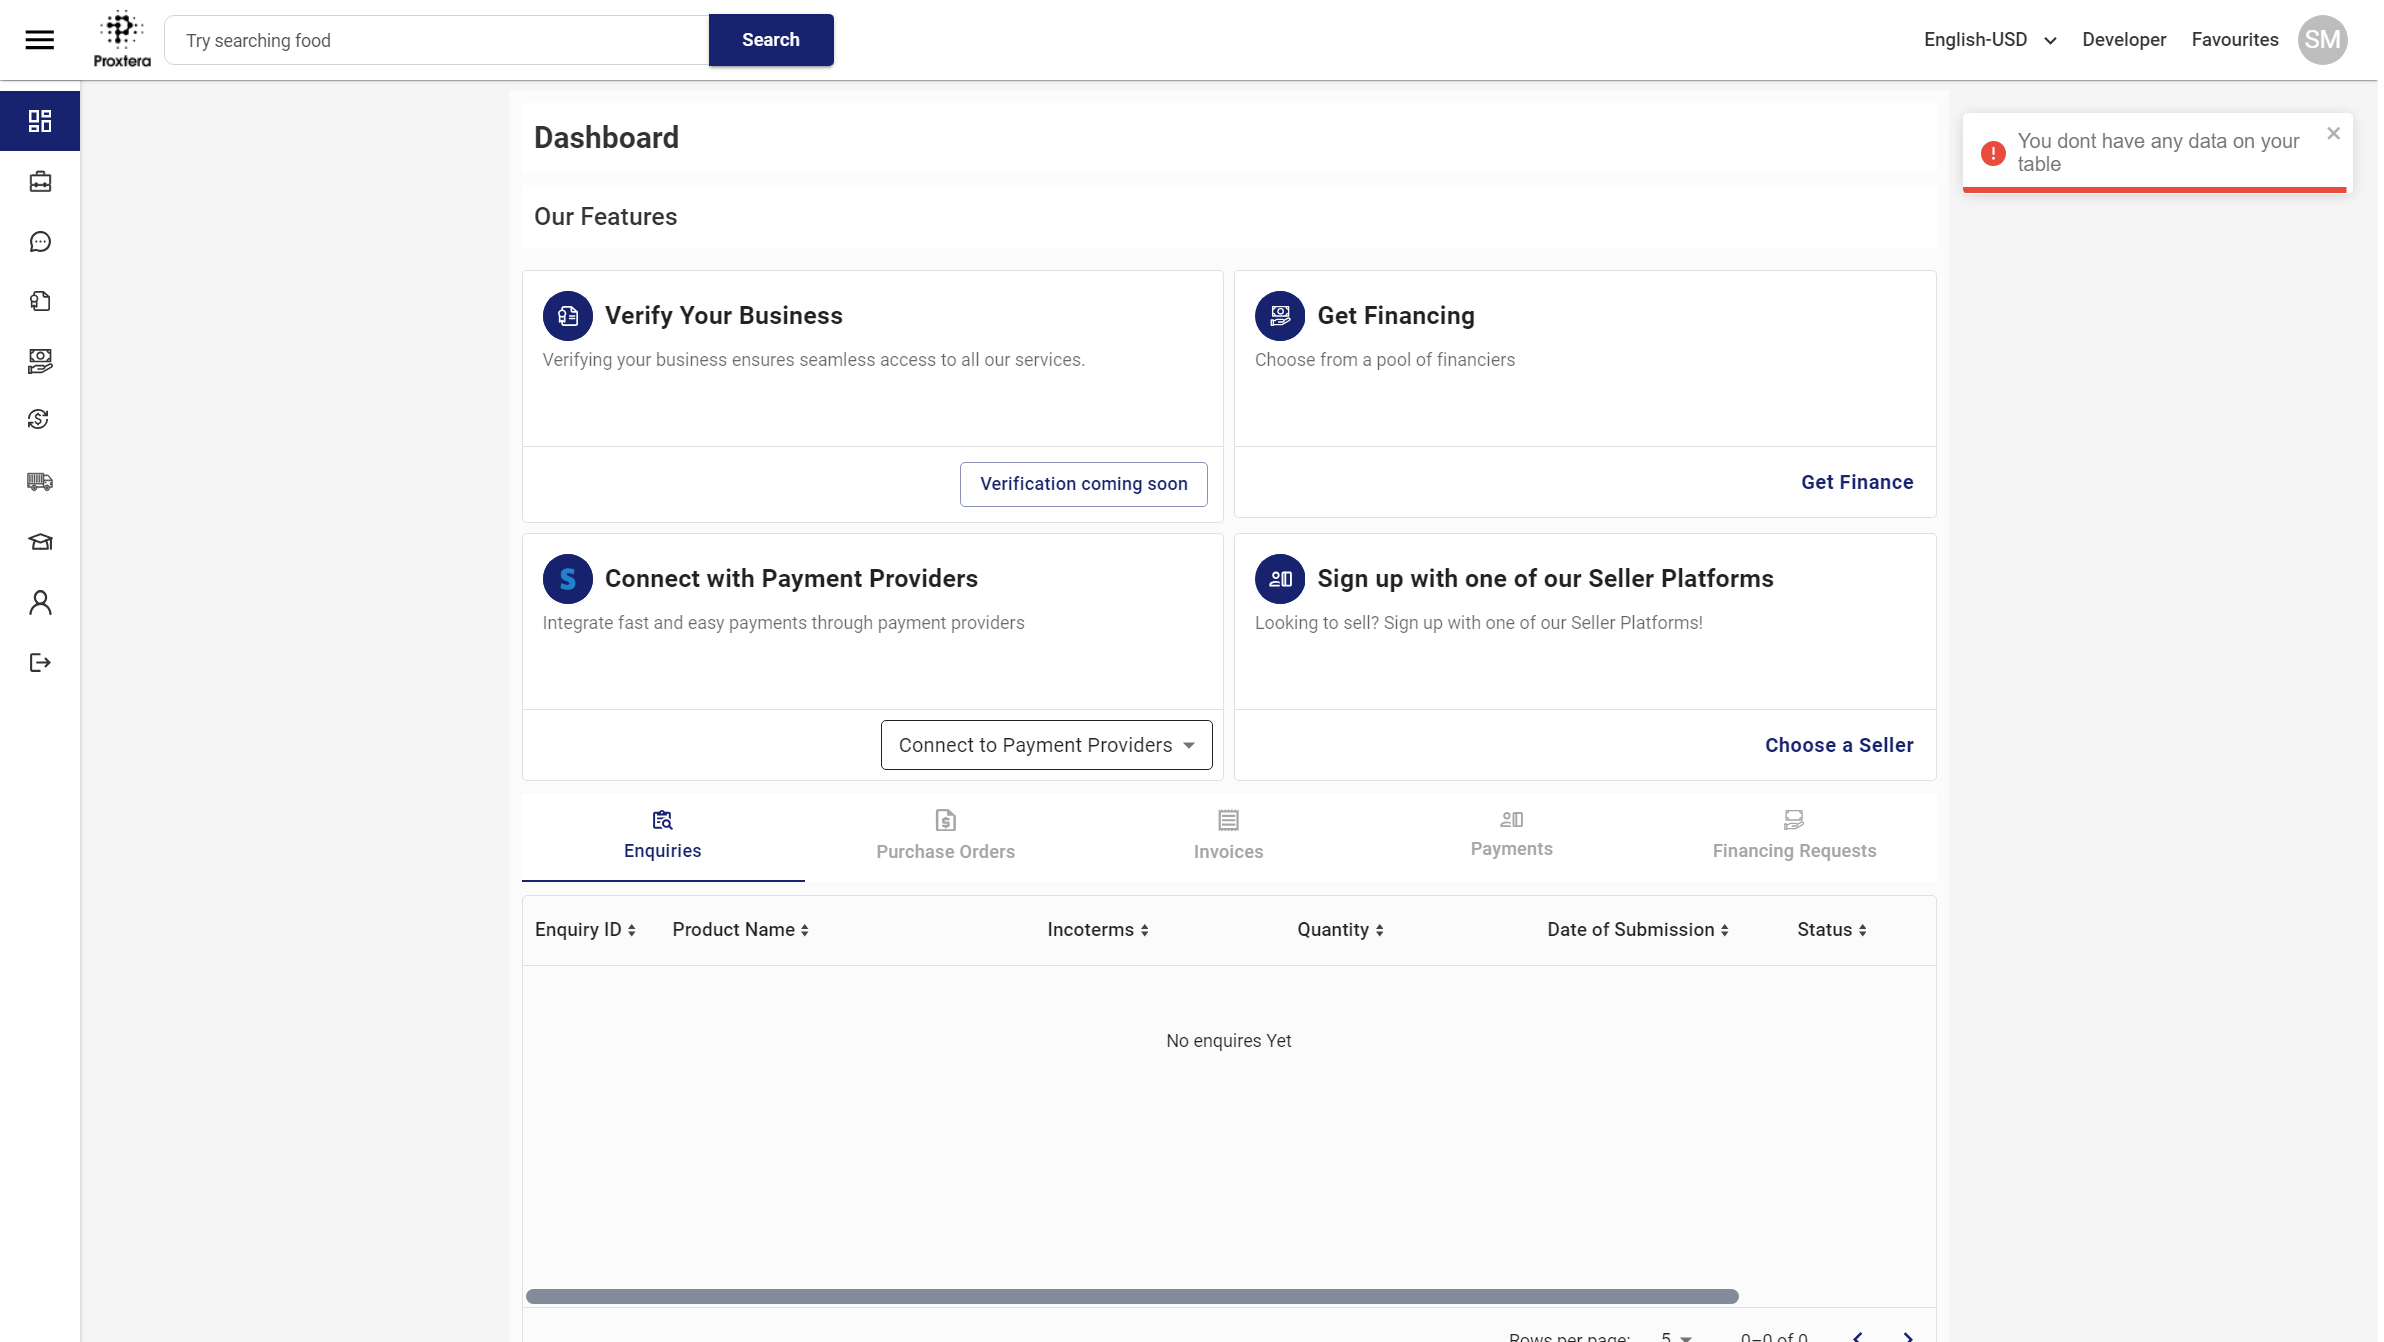 Proxtera
Try searching food
Search
English-USD
Developer
Favourites
SM
You dont have any data on your
table
Dashboard
Our Features
Verify Your Business
Verifying your business ensures seamless access to all our services.
Verification coming soon
Get Financing
Choose from a pool of financiers
Get Finance
S
Connect with Payment Providers
Integrate fast and easy payments through payment providers
Connect to Payment Providers
Sign up with one of our Seller Platforms
Looking to sell? Sign up with one of our Seller Platforms!
Choose a Seller
Enquiries
Purchase Orders
Invoices
Payments
Financing Requests
Enquiry ID Product Name Incoterms Quantity Date of Submission Status
No enquires Yet
Rows per page: 5 0–0 of 0